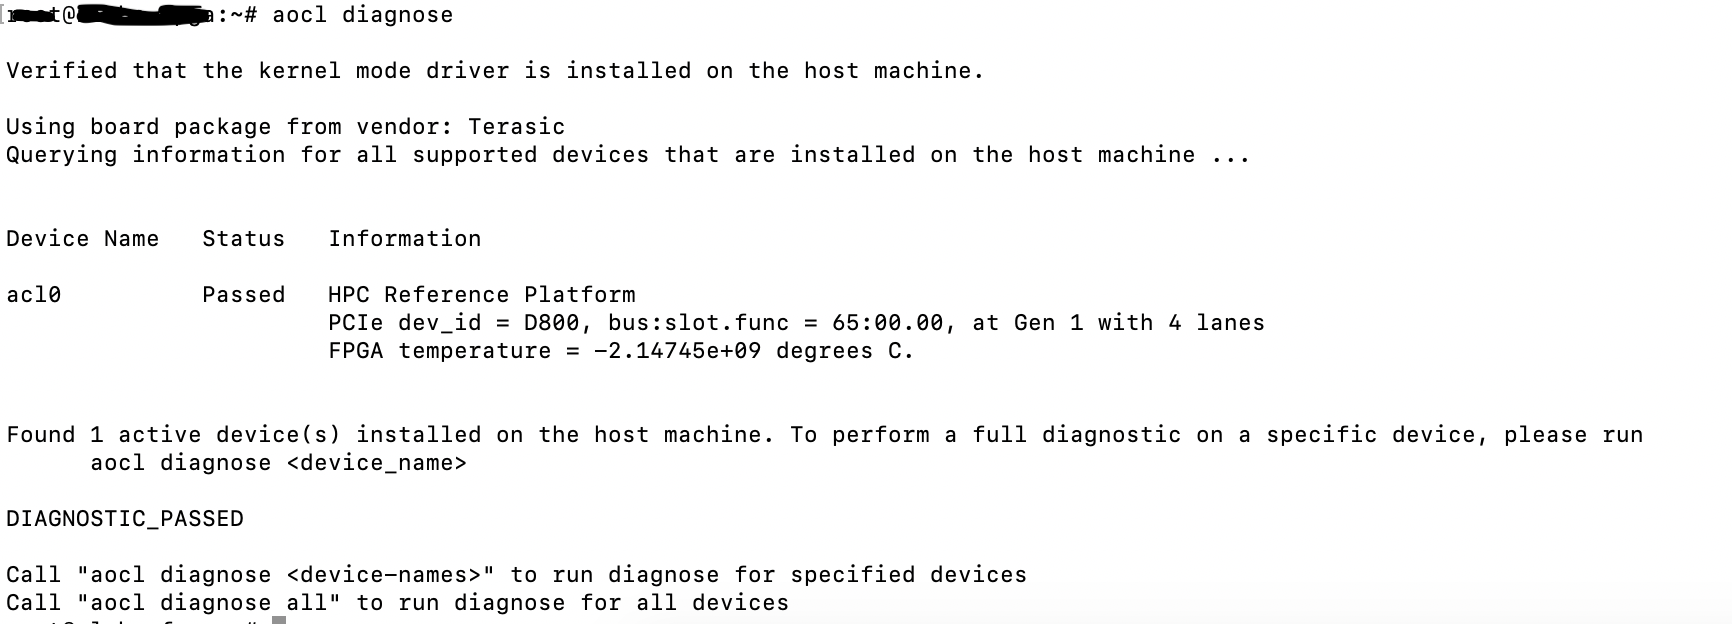 :~# aocl diagnose
Verified that the kernel mode driver is installed on the host machine.
Using board package from vendor: Terasic
Querying information for all supported devices that are installed on the host machine ...
Device Name Status Information
acl0 Passed HPC Reference Platform
PCIe dev_id = D800, bus:slot.func = 65:00.00, at Gen 1 with 4 lanes
FPGA temperature = -2.14745e+09 degrees C.
Found 1 active device(s) installed on the host machine. To perform a full diagnostic on a specific device, please run
aocl diagnose <device_name>
DIAGNOSTIC_PASSED
Call "aocl diagnose <device-names>" to run diagnose for specified devices
Call "aocl diagnose all" to run diagnose for all devices